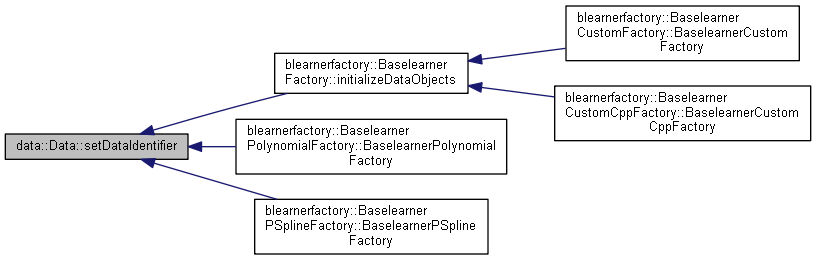 data::Data::setDataIdentifier
blearnerfactory::Baselearner
Factory::initializeDataObjects
blearnerfactory::Baselearner
CustomFactory::BaselearnerCustom
Factory
blearnerfactory::Baselearner
CustomCppFactory::BaselearnerCustom
CppFactory
blearnerfactory::Baselearner
PolynomialFactory::BaselearnerPolynomial
Factory
blearnerfactory::Baselearner
PSplineFactory::BaselearnerPSpline
Factory